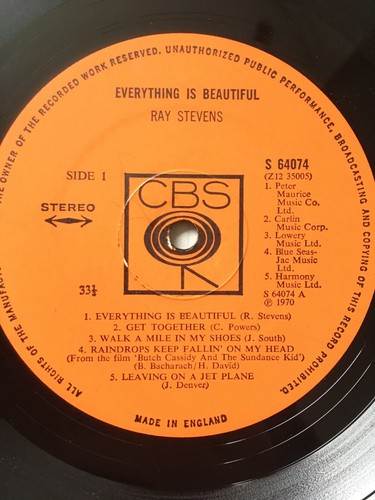 THE OWNER OF THE RECORDED WORK RESERVED. UNAUTHORIZED PUBLIC PERFORMANCE, BROADCASTING AND COPYING OF THIS RECORD PROHIBITED.
ALL RIGHTS OF THE MANUFAC
EVERYTHING IS BEAUTIFUL
RAY STEVENS
SIDE 1
STEREO
CBS
33⅓
S 64074
(Z12 35005)
1. Peter
Maurice
Music Co.
Ltd.
2. Carlin
Music Corp.
3. Lowery
Music Ltd.
4. Blue Seas-
Jac Music
Ltd.
5. Harmony
Music Ltd.
S 64074 A
℗ 1970
1. EVERYTHING IS BEAUTIFUL (R. Stevens)
2. GET TOGETHER (C. Powers)
3. WALK A MILE IN MY SHOES (J. South)
4. RAINDROPS KEEP FALLIN' ON MY HEAD
(From the film 'Butch Cassidy And The Sundance Kid')
(B. Bacharach/H. David)
5. LEAVING ON A JET PLANE
(J. Denver)
MADE IN ENGLAND